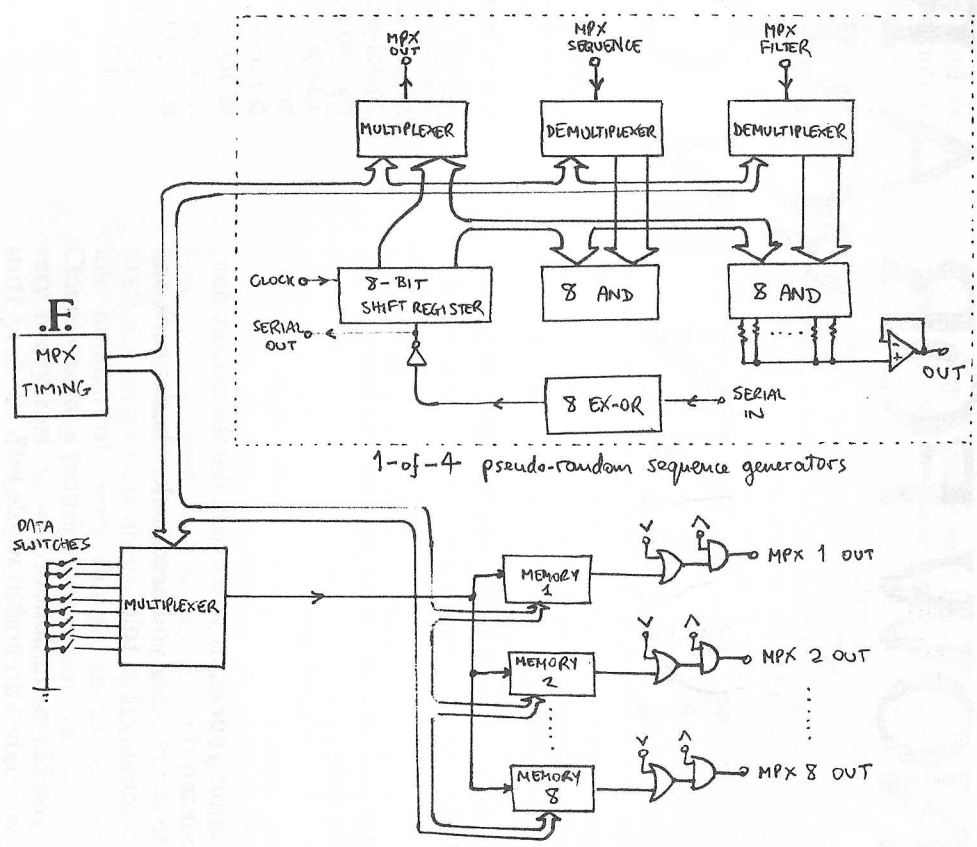 MPX
OUT
MPX
SEQUENCE
MPX
FILTER
MULTIPLEXER
DEMULTIPLEXER
DEMULTIPLEXER
CLOCK
8-BIT
SHIFT REGISTER
8 AND
8 AND
SERIAL
OUT
- +
OUT
8 EX-OR
SERIAL
IN
.F.
MPX
TIMING
1-of-4 pseudo-random sequence generators
DATA
SWITCHES
MULTIPLEXER
MEMORY
1
V
Λ
MPX 1 OUT
MEMORY
2
V
Λ
MPX 2 OUT
MEMORY
8
V
Λ
MPX 8 OUT